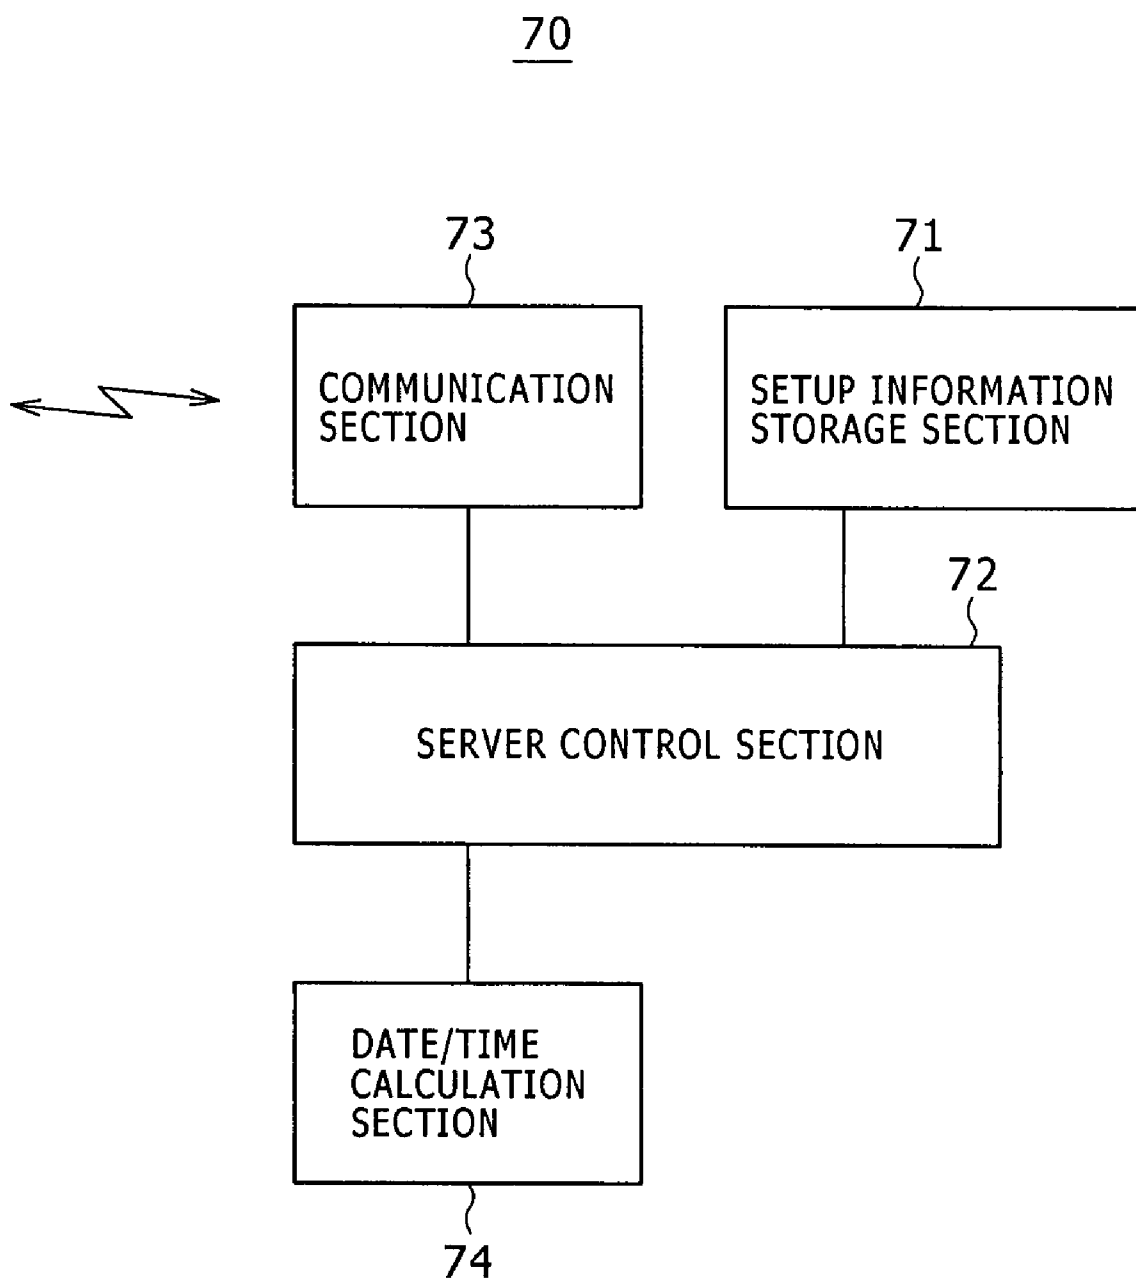 70
73
71
COMMUNICATION
SECTION
SETUP INFORMATION
STORAGE SECTION
72
SERVER CONTROL SECTION
DATE/TIME
CALCULATION
SECTION
74